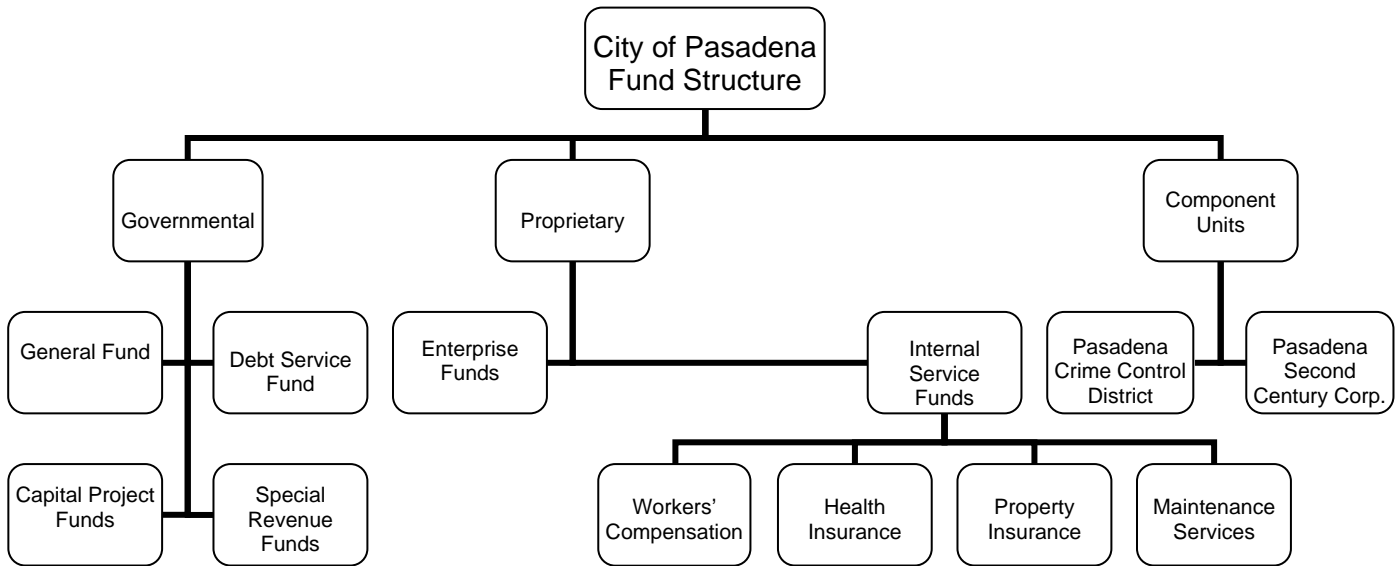 City of Pasadena
Fund Structure
Governmental
Proprietary
Component
Units
General Fund
Debt Service
Fund
Enterprise
Funds
Internal
Service
Funds
Pasadena
Crime Control
District
Pasadena
Second
Century Corp.
Capital Project
Funds
Special
Revenue
Funds
Workers’
Compensation
Health
Insurance
Property
Insurance
Maintenance
Services